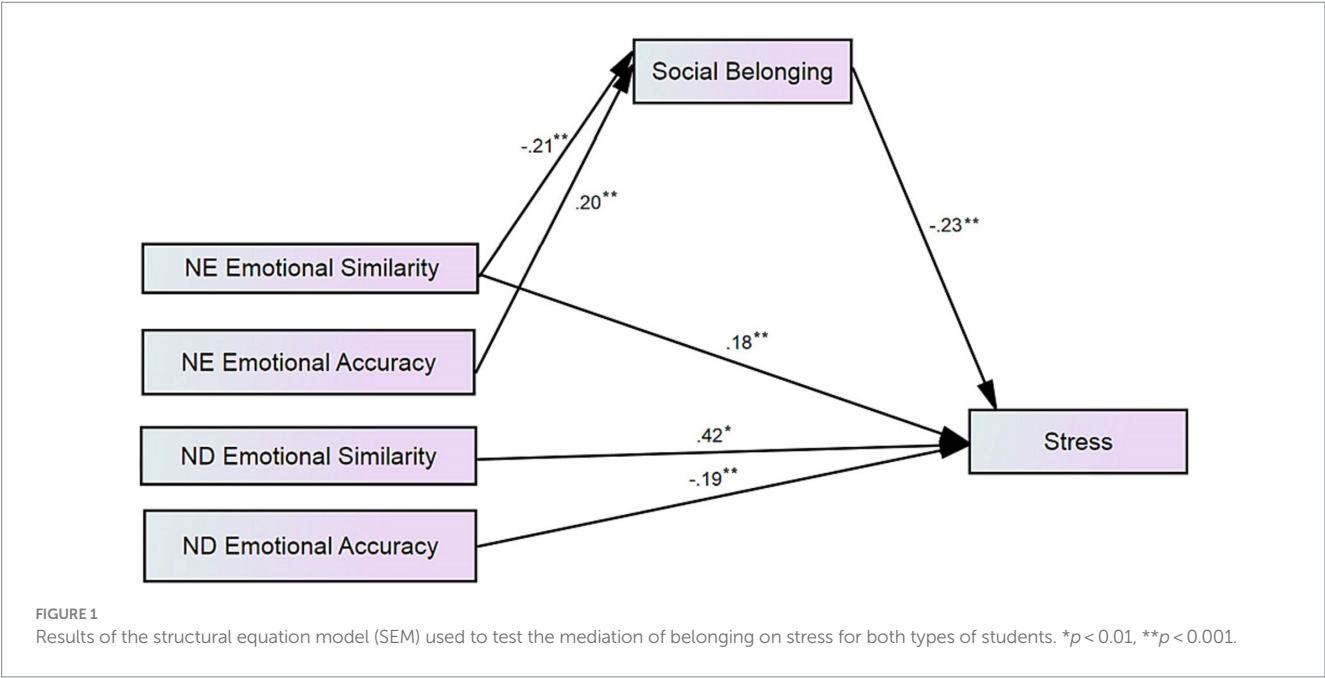 Social Belonging
-.21**
.20**
-.23**
NE Emotional Similarity
.18**
NE Emotional Accuracy
.42*
Stress
ND Emotional Similarity
-.19**
ND Emotional Accuracy
FIGURE 1
Results of the structural equation model (SEM) used to test the mediation of belonging on stress for both types of students. *p < 0.01, **p < 0.001.